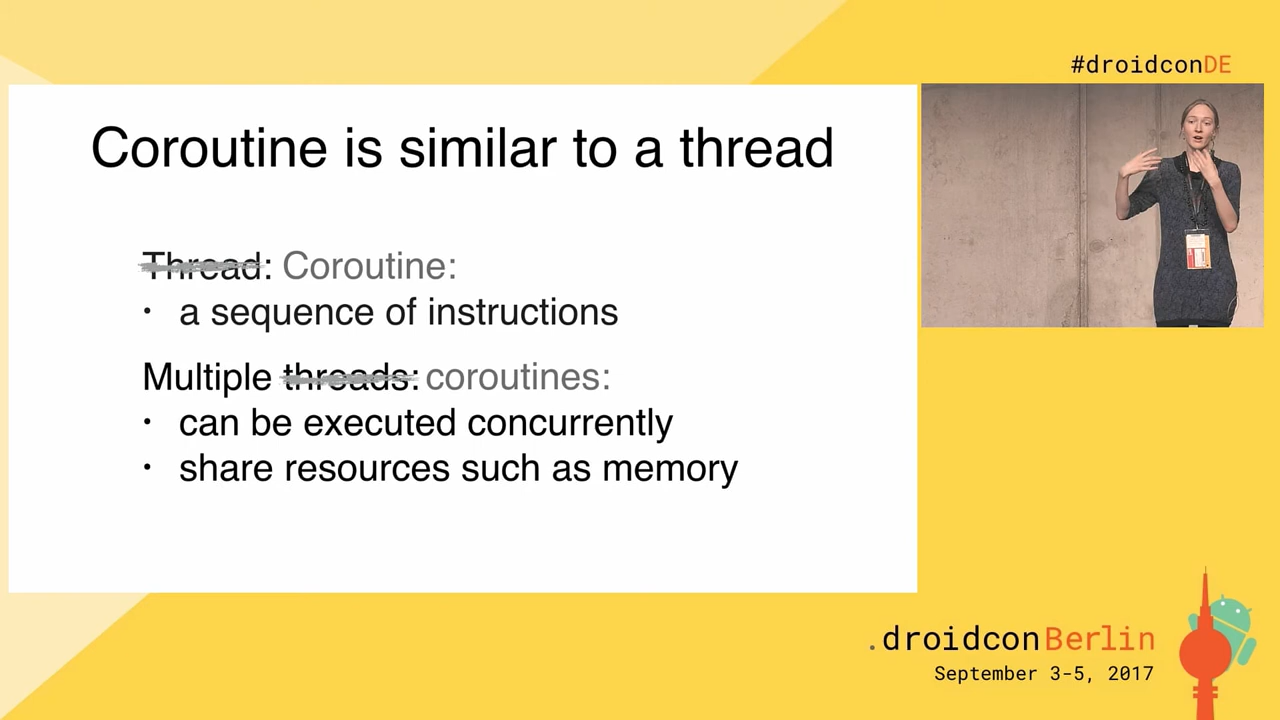 #droidconDE
Coroutine is similar to a thread
Thread: Coroutine:
• a sequence of instructions
Multiple threads: coroutines:
• can be executed concurrently
• share resources such as memory
.droidconBerlin
September 3-5, 2017